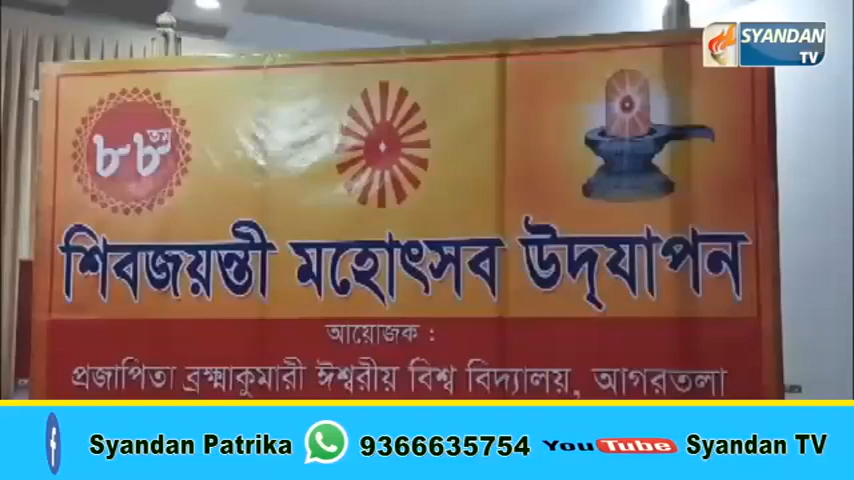 SYANDAN
TV
৮৮তম
শিবজয়ন্তী মহোৎসব উদ্‌যাপন
আয়োজক :
প্রজাপিতা ব্রহ্মাকুমারী ঈশ্বরীয় বিশ্ব বিদ্যালয়, আগরতলা
Syandan Patrika 9366635754 YouTube Syandan TV